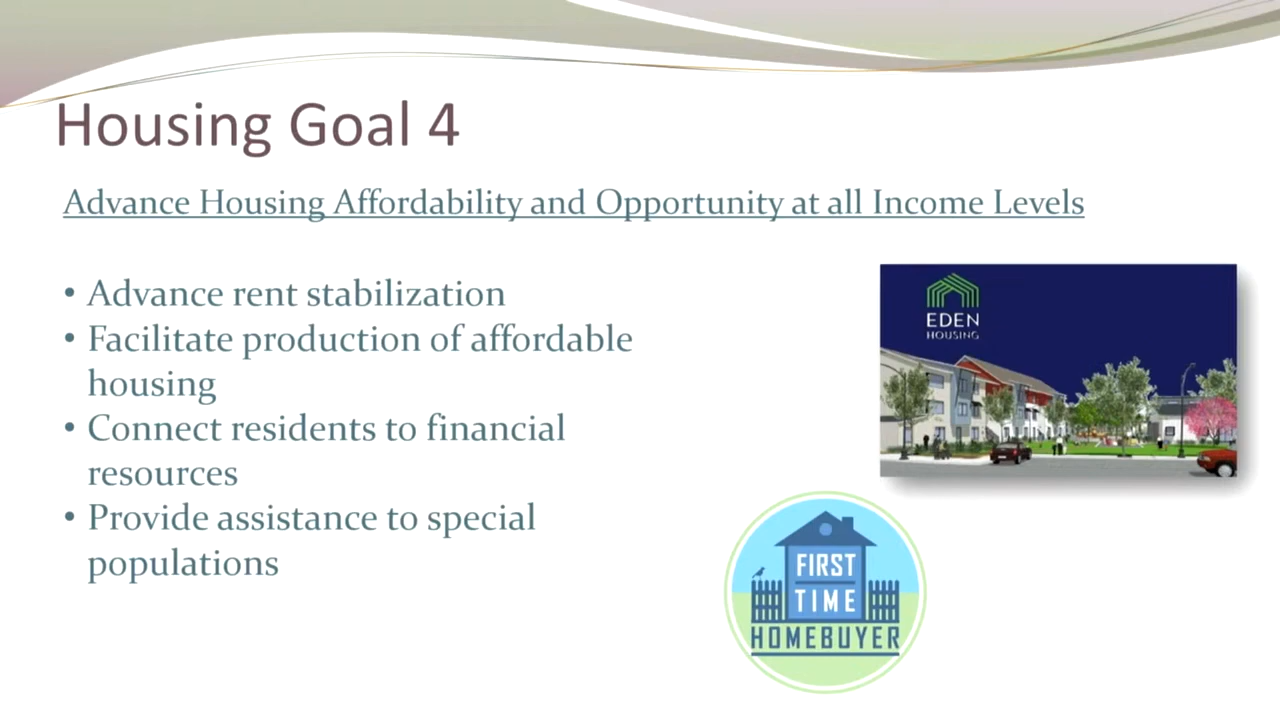 Housing Goal 4
Advance Housing Affordability and Opportunity at all Income Levels
• Advance rent stabilization
• Facilitate production of affordable
housing
• Connect residents to financial
resources
• Provide assistance to special
populations
EDEN
HOUSING
FIRST
TIME
HOMEBUYER